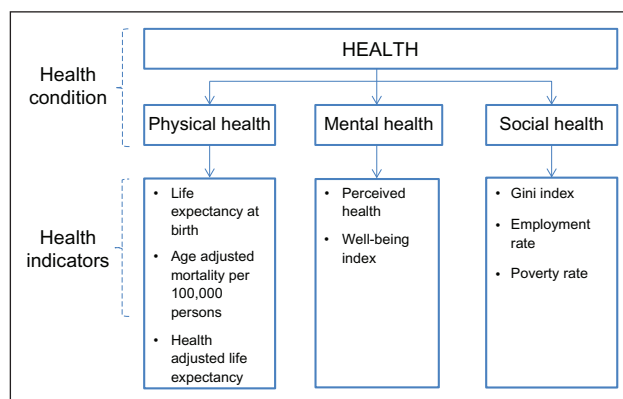 HEALTH
Health
condition
Physical health
Mental health
Social health
Health
indicators
• Life
expectancy at
birth
• Age adjusted
mortality per
100,000
persons
• Health
adjusted life
expectancy
• Perceived
health
• Well-being
index
• Gini index
• Employment
rate
• Poverty rate